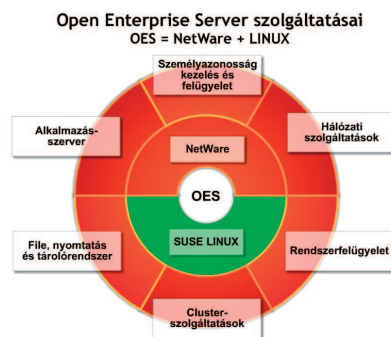 Open Enterprise Server szolgáltatásai
OES = NetWare + LINUX
Személyazonosság
kezelés és
felügyelet
Alkalmazás-
szerver
Hálózati
szolgáltatások
NetWare
OES
SUSE LINUX
File, nyomtatás
és tárolórendszer
Rendszerfelügyelet
Cluster-
szolgáltatások